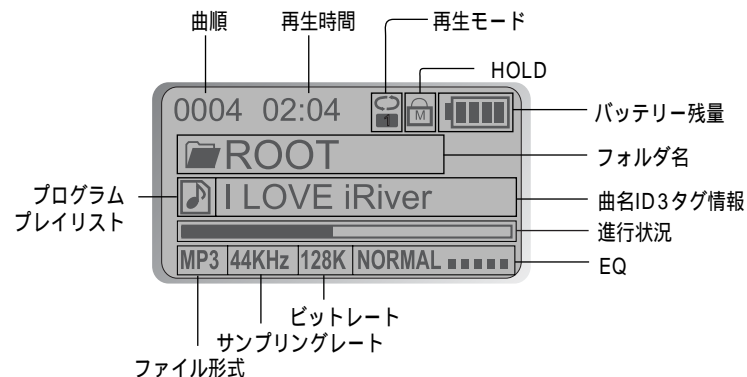 曲順 再生時間 再生モード
HOLD
0004 02:04 1 M
バッテリー残量
ROOT
フォルダ名
プログラム
プレイリスト
I LOVE iRiver
曲名ID3タグ情報
進行状況
MP3 44KHz 128K NORMAL
EQ
ビットレート
サンプリングレート
ファイル形式